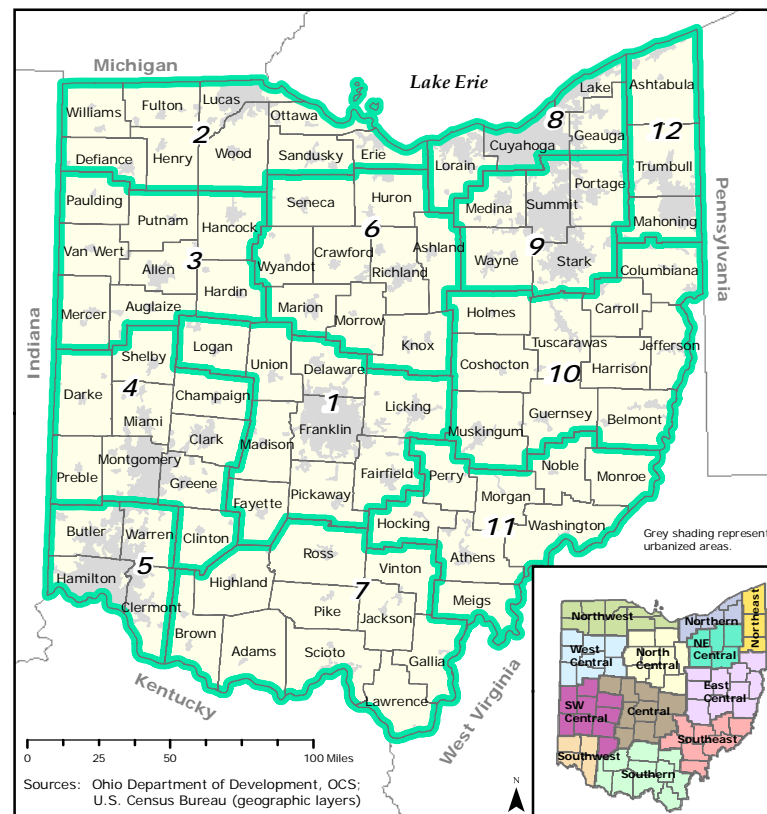 Michigan
Lake Erie
Pennsylvania
Indiana
Kentucky
West Virginia
Williams
Fulton
Lucas
Ottawa
2
Defiance
Henry
Wood
Sandusky
Erie
Lake
Ashtabula
8
Geauga
12
Cuyahoga
Lorain
Trumbull
Mahoning
Paulding
Putnam
Hancock
Van Wert
3
Allen
Hardin
Mercer
Auglaize
Seneca
Huron
6
Ashland
Wyandot
Crawford
Richland
Marion
Morrow
Knox
Medina
Summit
Portage
9
Wayne
Stark
Columbiana
Holmes
Carroll
Tuscarawas
Jefferson
Coshocton
10
Harrison
Guernsey
Belmont
Muskingum
Shelby
Logan
Union
Delaware
Darke
4
Champaign
1
Licking
Miami
Clark
Madison
Franklin
Montgomery
Preble
Greene
Fayette
Pickaway
Fairfield
Perry
Noble
Monroe
Morgan
Hocking
11
Washington
Athens
Meigs
Butler
Warren
Clinton
5
Hamilton
Clermont
Ross
Vinton
Highland
7
Pike
Jackson
Brown
Adams
Scioto
Gallia
Lawrence
Grey shading represent
urbanized areas.
Northwest
Northern
Northeast
NE
Central
West
Central
North
Central
East
Central
SW
Central
Central
Southeast
Southwest
Southern
0 25 50 100 Miles
N
Sources: Ohio Department of Development, OCS;
U.S. Census Bureau (geographic layers)